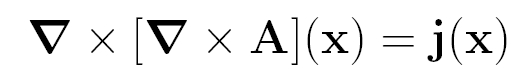 ∇ × [∇ × A](x) = j(x)